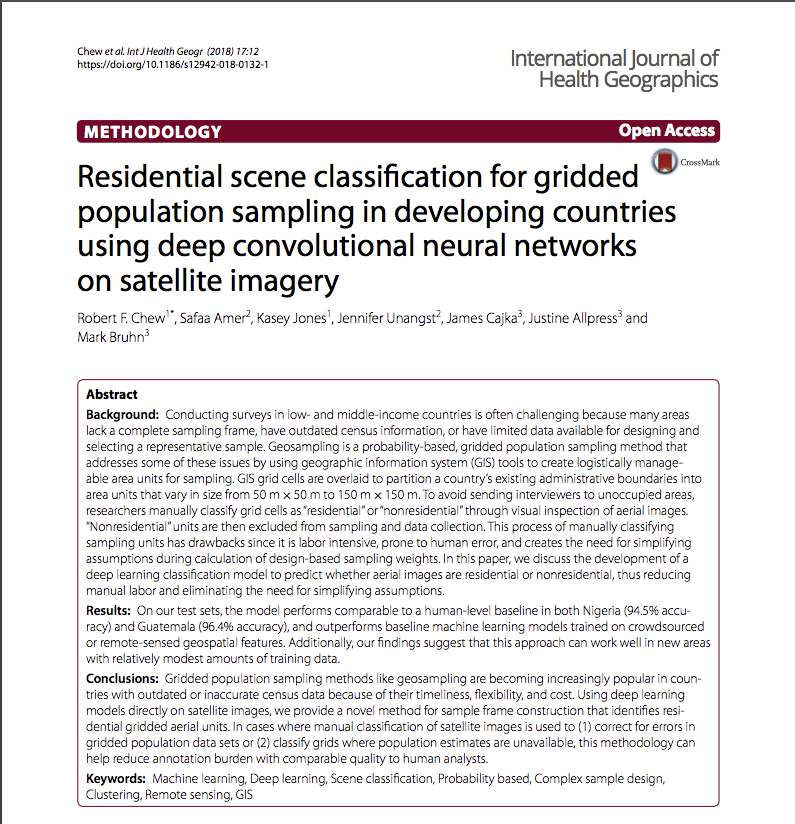 Chew et al. Int J Health Geogr (2018) 17:12
https://doi.org/10.1186/s12942-018-0132-1
International Journal of
Health Geographics
METHODOLOGY
Open Access
CrossMark
Residential scene classification for gridded
population sampling in developing countries
using deep convolutional neural networks
on satellite imagery
Robert F. Chew1*, Safaa Amer2, Kasey Jones1, Jennifer Unangst2, James Cajka3, Justine Allpress3 and
Mark Bruhn3
Abstract
Background: Conducting surveys in low- and middle-income countries is often challenging because many areas
lack a complete sampling frame, have outdated census information, or have limited data available for designing and
selecting a representative sample. Geosampling is a probability-based, gridded population sampling method that
addresses some of these issues by using geographic information system (GIS) tools to create logistically manage-
able area units for sampling. GIS grid cells are overlaid to partition a country's existing administrative boundaries into
area units that vary in size from 50 m × 50 m to 150 m × 150 m. To avoid sending interviewers to unoccupied areas,
researchers manually classify grid cells as "residential" or "nonresidential" through visual inspection of aerial images.
"Nonresidential" units are then excluded from sampling and data collection. This process of manually classifying
sampling units has drawbacks since it is labor intensive, prone to human error, and creates the need for simplifying
assumptions during calculation of design-based sampling weights. In this paper, we discuss the development of a
deep learning classification model to predict whether aerial images are residential or nonresidential, thus reducing
manual labor and eliminating the need for simplifying assumptions.
Results: On our test sets, the model performs comparable to a human-level baseline in both Nigeria (94.5% accu-
racy) and Guatemala (96.4% accuracy), and outperforms baseline machine learning models trained on crowdsourced
or remote-sensed geospatial features. Additionally, our findings suggest that this approach can work well in new areas
with relatively modest amounts of training data.
Conclusions: Gridded population sampling methods like geosampling are becoming increasingly popular in coun-
tries with outdated or inaccurate census data because of their timeliness, flexibility, and cost. Using deep learning
models directly on satellite images, we provide a novel method for sample frame construction that identifies resi-
dential gridded aerial units. In cases where manual classification of satellite images is used to (1) correct for errors in
gridded population data sets or (2) classify grids where population estimates are unavailable, this methodology can
help reduce annotation burden with comparable quality to human analysts.
Keywords: Machine learning, Deep learning, Scene classification, Probability based, Complex sample design,
Clustering, Remote sensing, GIS